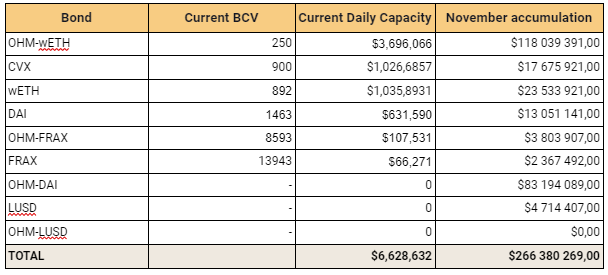 Bond Current BCV Current Daily Capacity November accumulation
OHM-wETH 250 $3,696,066 $118 039 391,00
CVX 900 $1,026,6857 $17 675 921,00
wETH 892 $1,035,8931 $23 533 921,00
DAI 1463 $631,590 $13 051 141,00
OHM-FRAX 8593 $107,531 $3 803 907,00
FRAX 13943 $66,271 $2 367 492,00
OHM-DAI - 0 $83 194 089,00
LUSD - 0 $4 714 407,00
OHM-LUSD - 0 $0,00
TOTAL $6,628,632 $266 380 269,00